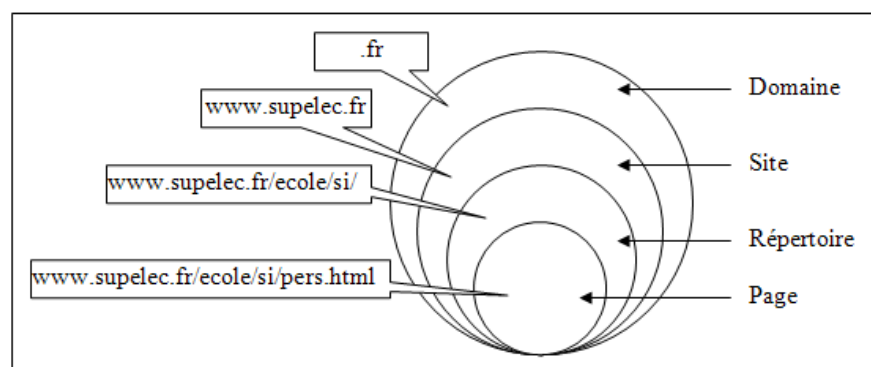 .fr
Domaine
www.supelec.fr
Site
www.supelec.fr/ecole/si/
Répertoire
www.supelec.fr/ecole/si/pers.html
Page